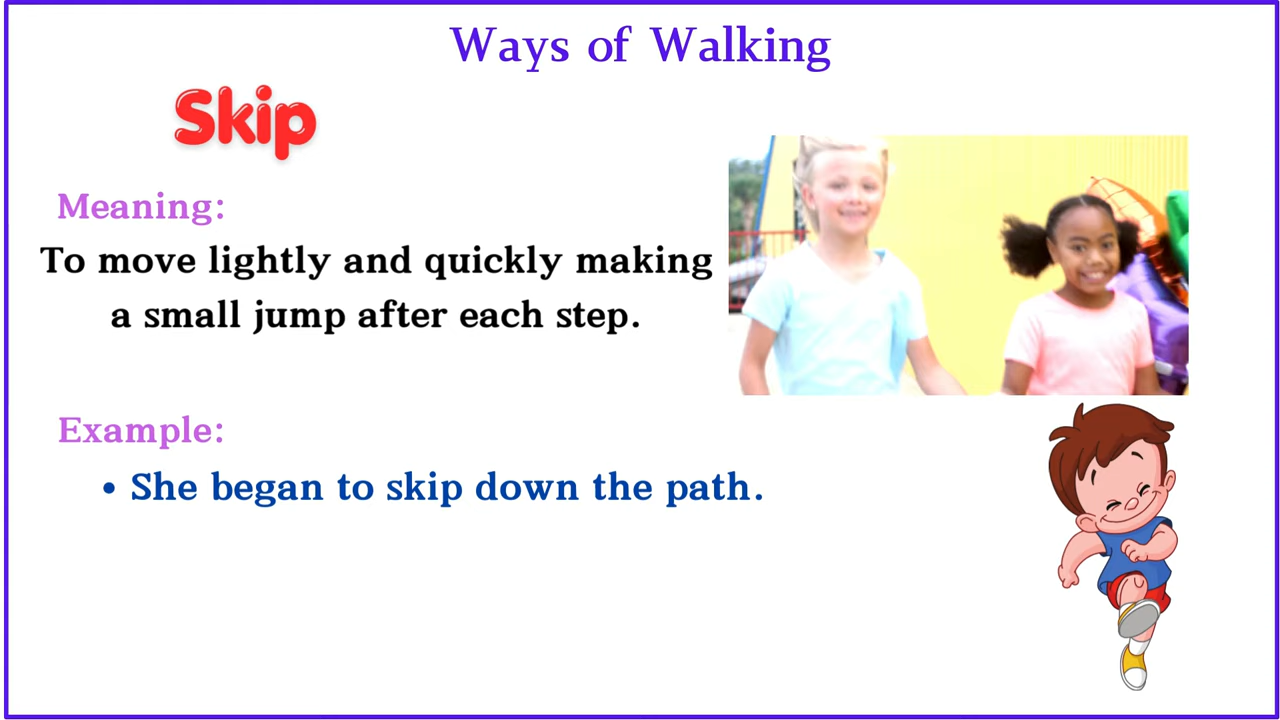 Ways of Walking
Skip
Meaning:
To move lightly and quickly making
a small jump after each step.
Example:
• She began to skip down the path.